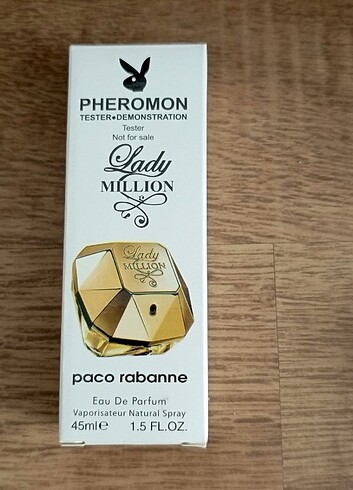 PHEROMON
TESTER●DEMONSTRATION
Tester
Not for sale
Lady
MILLION
Lady
MILLION
paco rabanne
Eau De Parfum
Vaporisateur Natural Spray
45ml℮ 1.5 FL.OZ.